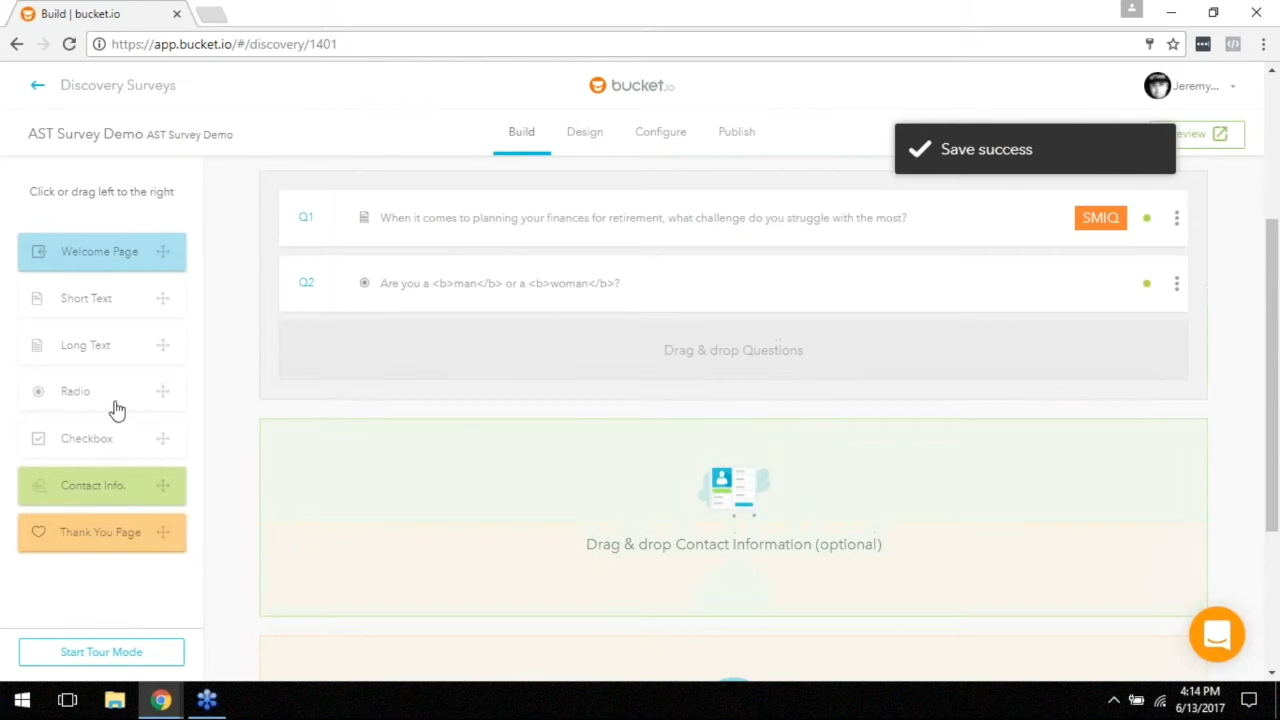 Build | bucket.io
https://app.bucket.io/#/discovery/1401
Discovery Surveys
bucket.io
Jeremy...
AST Survey Demo AST Survey Demo
Build
Design
Configure
Publish
Save success
eview
Click or drag left to the right
Welcome Page
Short Text
Long Text
Radio
Checkbox
Contact Info.
Thank You Page
Start Tour Mode
Q1
When it comes to planning your finances for retirement, what challenge do you struggle with the most?
SMIQ
Q2
Are you a <b>man</b> or a <b>woman</b>?
Drag & drop Questions
Drag & drop Contact Information (optional)
4:14 PM
6/13/2017